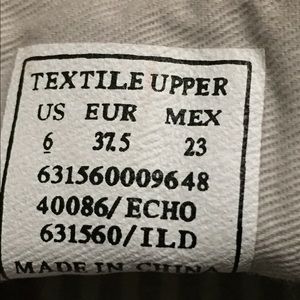 TEXTILE UPPER
US EUR MEX
6 37.5 23
631560009648
40086/ECHO
631560/ILD
MADE IN CHINA